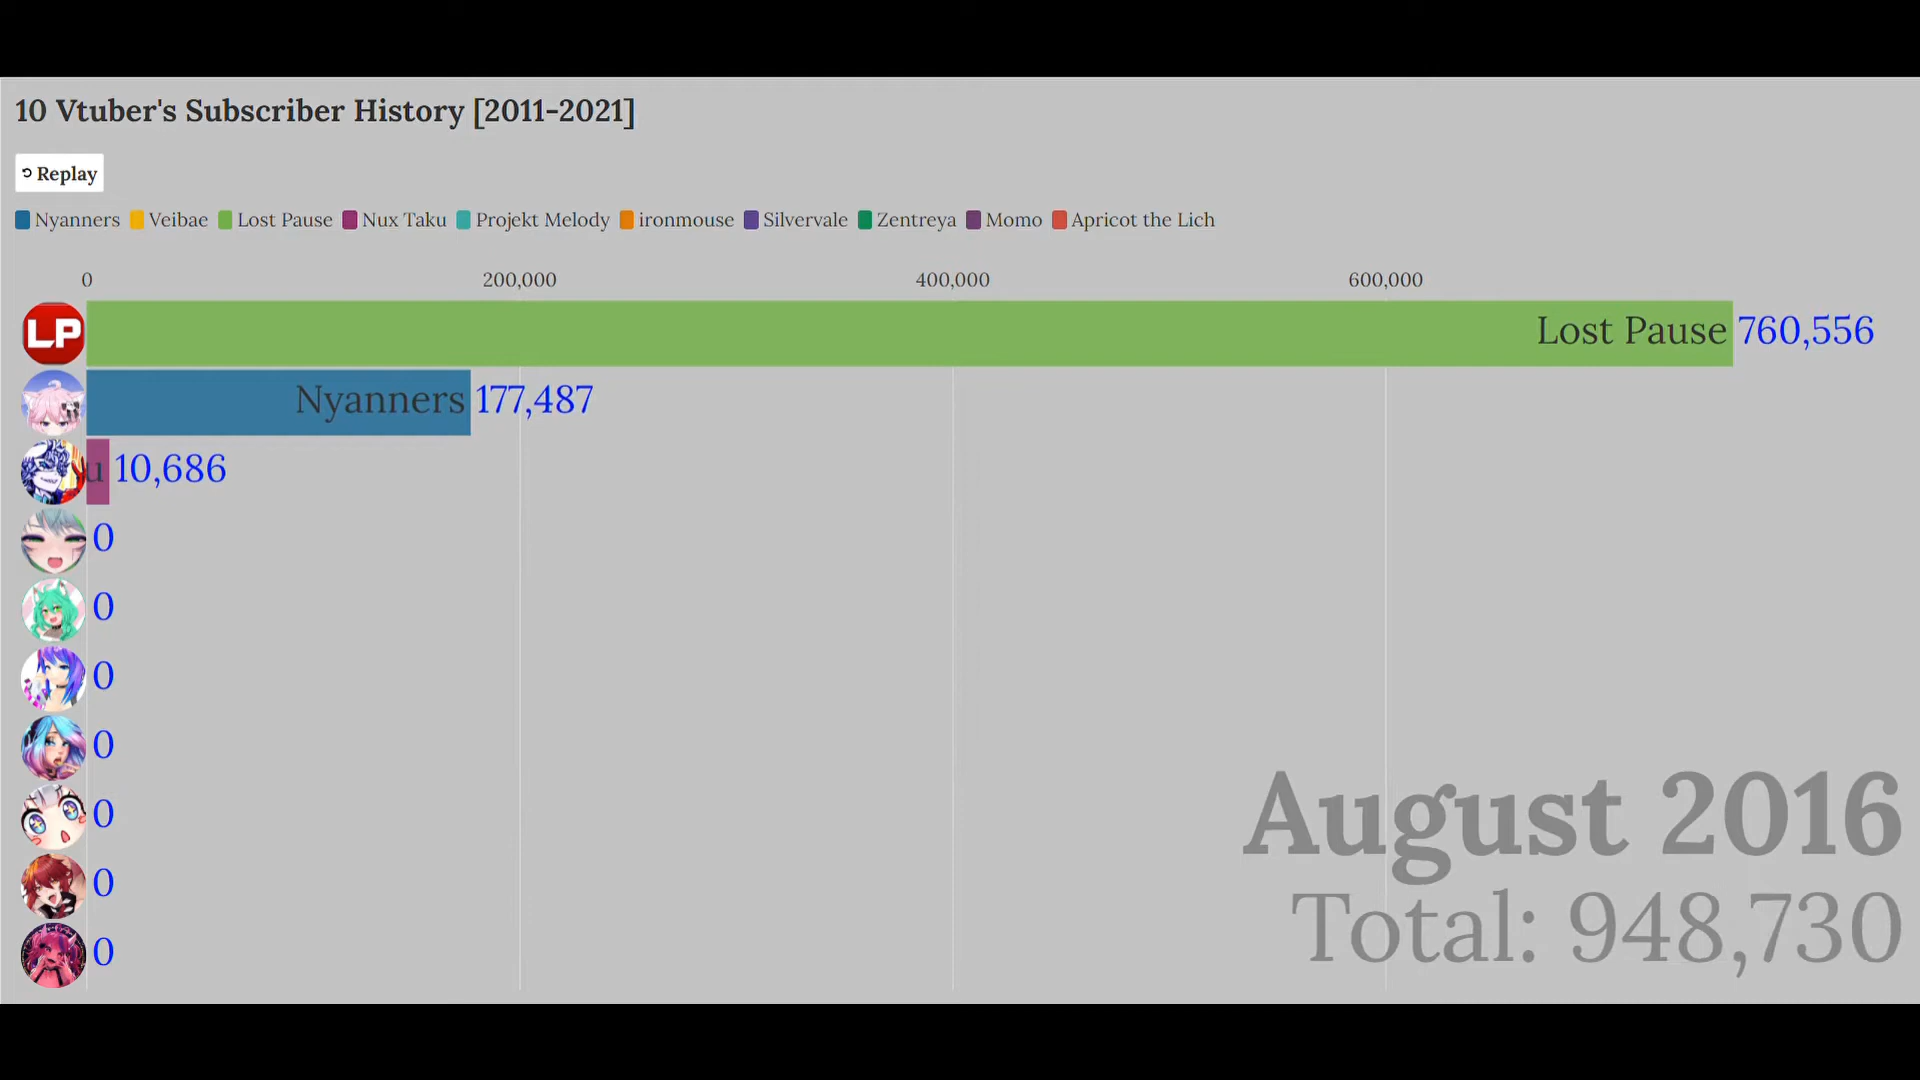 10 Vtuber's Subscriber History [2011-2021]
Replay
Nyanners Veibae Lost Pause Nux Taku Projekt Melody ironmouse Silvervale Zentreya Momo Apricot the Lich
0 200,000 400,000 600,000
LP Lost Pause 760,556
Nyanners 177,487
u 10,686
0
0
0
0
0
0
0
August 2016
Total: 948,730